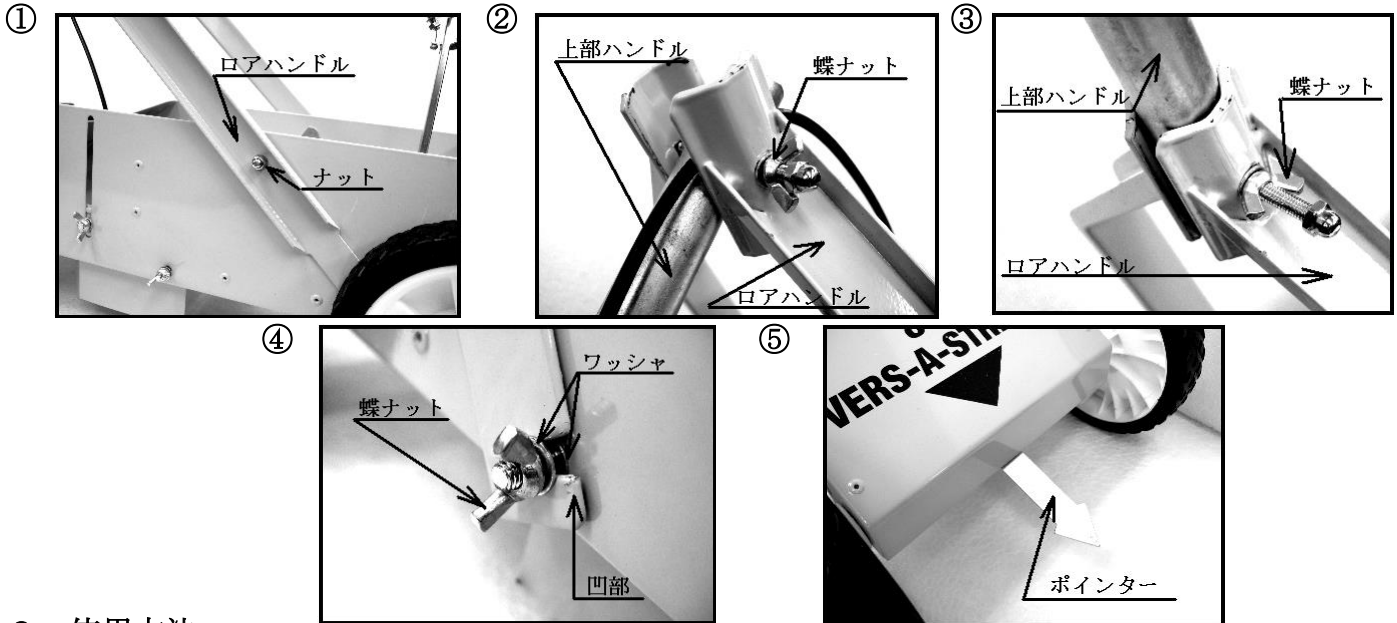 ①
ロアハンドル
ナット
②
上部ハンドル
蝶ナット
ロアハンドル
③
上部ハンドル
蝶ナット
ロアハンドル
④
ワッシャ
蝶ナット
凹部
⑤
VERS-A-STR
ポインター